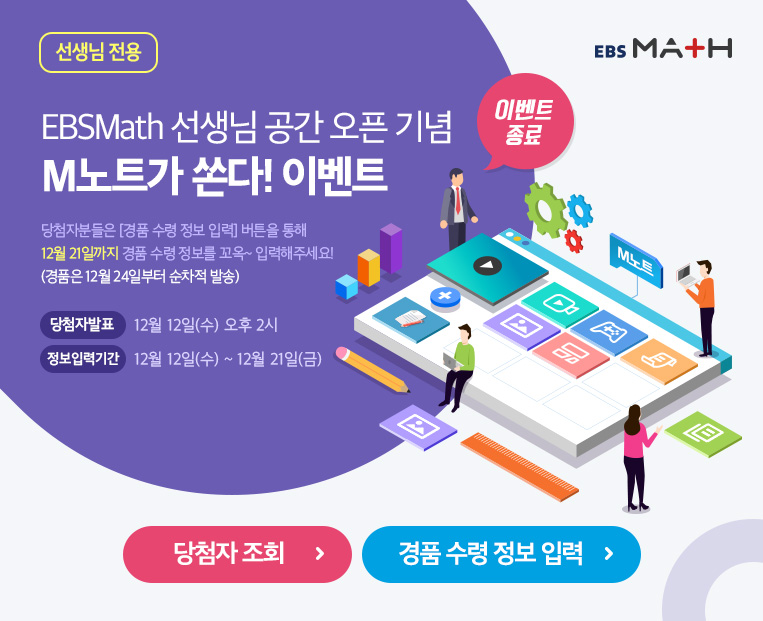 선생님 전용
EBS MATH
EBSMath 선생님 공간 오픈 기념
이벤트
종료
M노트가 쏜다! 이벤트
당첨자분들은 [경품 수령 정보 입력] 버튼을 통해
12월 21일까지 경품 수령 정보를 꼬옥~ 입력해주세요!
(경품은 12월 24일부터 순차적 발송)
M노트
당첨자발표 12월 12일(수) 오후 2시
정보입력기간 12월 12일(수) ~ 12월 21일(금)
당첨자 조회
경품 수령 정보 입력